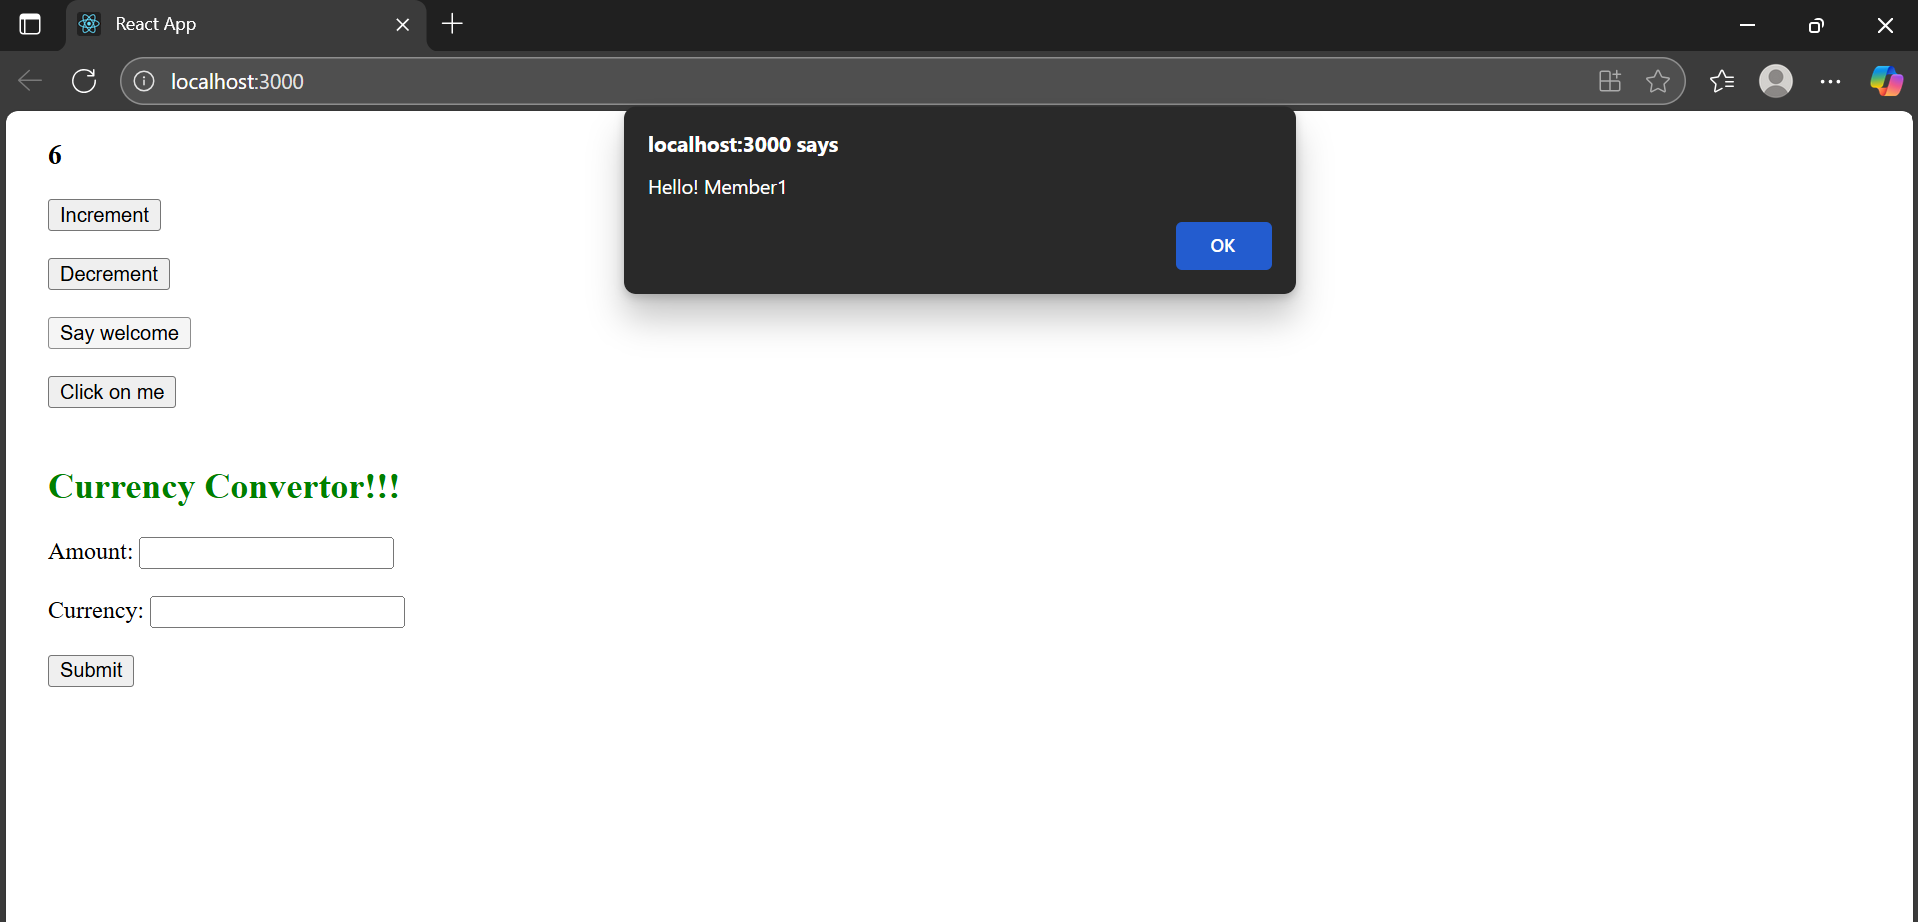 React App
localhost:3000
localhost:3000 says
Hello! Member1
OK
6
Increment
Decrement
Say welcome
Click on me
Currency Convertor!!!
Amount:
Currency:
Submit